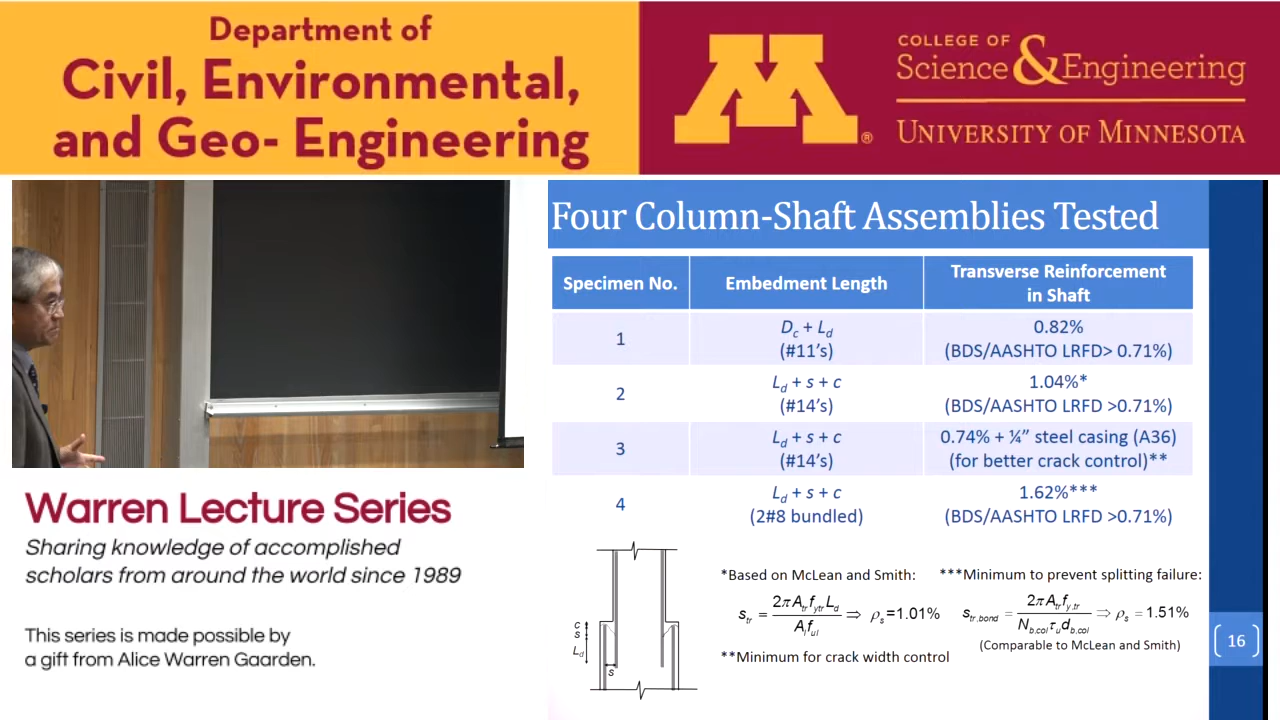 Department of
Civil, Environmental,
and Geo- Engineering
M®
COLLEGE OF
Science & Engineering
UNIVERSITY OF MINNESOTA
Four Column-Shaft Assemblies Tested
Specimen No. Embedment Length Transverse Reinforcement in Shaft
1 D_c + L_d 0.82%
(#11's) (BDS/AASHTO LRFD> 0.71%)
2 L_d + s + c 1.04%*
(#14's) (BDS/AASHTO LRFD >0.71%)
3 L_d + s + c 0.74% + ¼" steel casing (A36)
(#14's) (for better crack control)**
4 L_d + s + c 1.62%***
(2#8 bundled) (BDS/AASHTO LRFD >0.71%)
c
s
L_d
s
*Based on McLean and Smith:
s_tr = 2πA_tr f_ytr L_d / A_l f_ul ⇒ ρ_s=1.01%
**Minimum for crack width control
***Minimum to prevent splitting failure:
s_tr,bond = 2πA_tr f_y,tr / N_b,col τ_u d_b,col ⇒ ρ_s = 1.51%
(Comparable to McLean and Smith)
16
Warren Lecture Series
Sharing knowledge of accomplished
scholars from around the world since 1989
This series is made possible by
a gift from Alice Warren Gaarden.